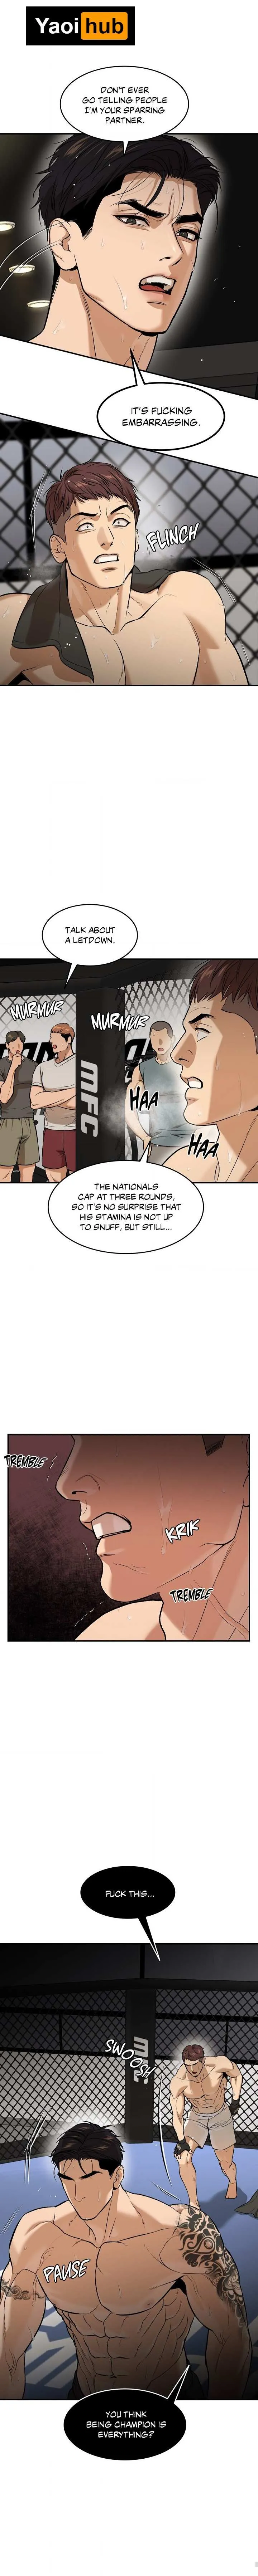 Yaoi hub
DON'T EVER
GO TELLING PEOPLE
I'M YOUR SPARRING
PARTNER.
IT'S FUCKING
EMBARRASSING.
FLINCH
TALK ABOUT
A LETDOWN.
MURMUR
MURMUR
MFC
HAA
HAA
THE NATIONALS
CAP AT THREE ROUNDS,
SO IT'S NO SURPRISE THAT
HIS STAMINA IS NOT UP
TO SNUFF, BUT STILL...
TREMBLE
KRIK
TREMBLE
FUCK THIS...
SWOOSH
MFC
PAUSE
YOU THINK
BEING CHAMPION IS
EVERYTHING?